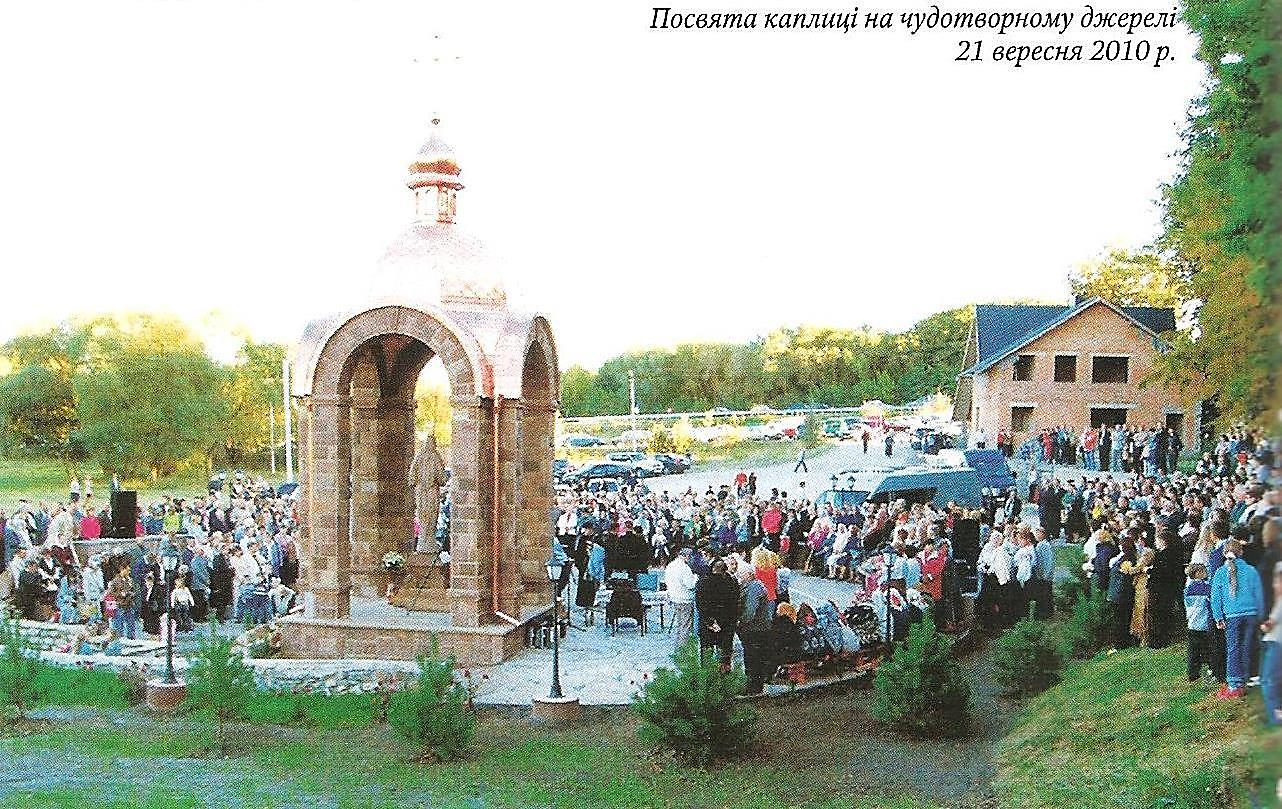 Посвята каплиці на чудотворному джерелі
21 вересня 2010 р.